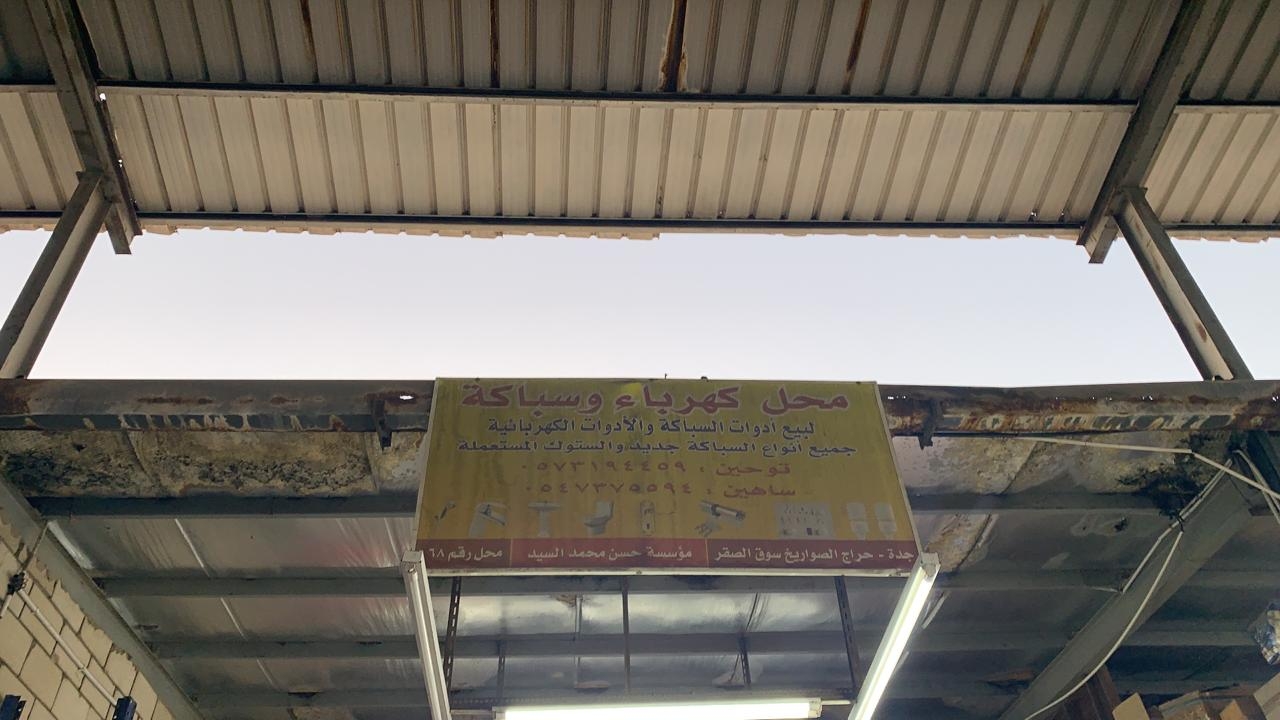 محل كهرباء وسباكة
لبيع أدوات السباكة والأدوات الكهربائية
جميع أنواع السباكة جديد والستوك المستعملة
توحين : ٠٥٧٣١٩٤٤٥٩
ساهين : ٠٥٤٧٣٧٥٥٩٤
جدة - حراج الصواريخ سوق الصقر مؤسسة حسن محمد السيد محل رقم ٦٨